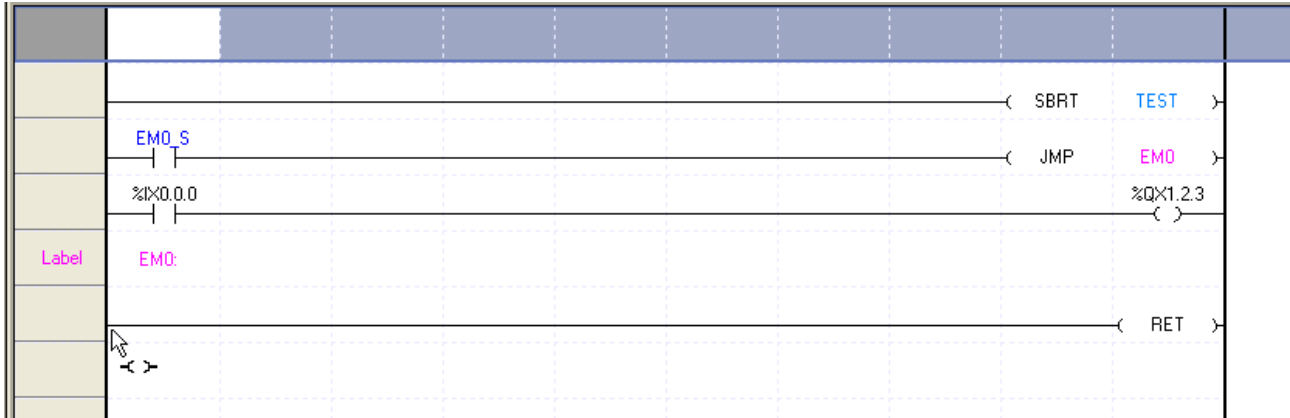 SBRT TEST
EM0_S
JMP EM0
%IX0.0.0 %QX1.2.3
Label EM0:
RET